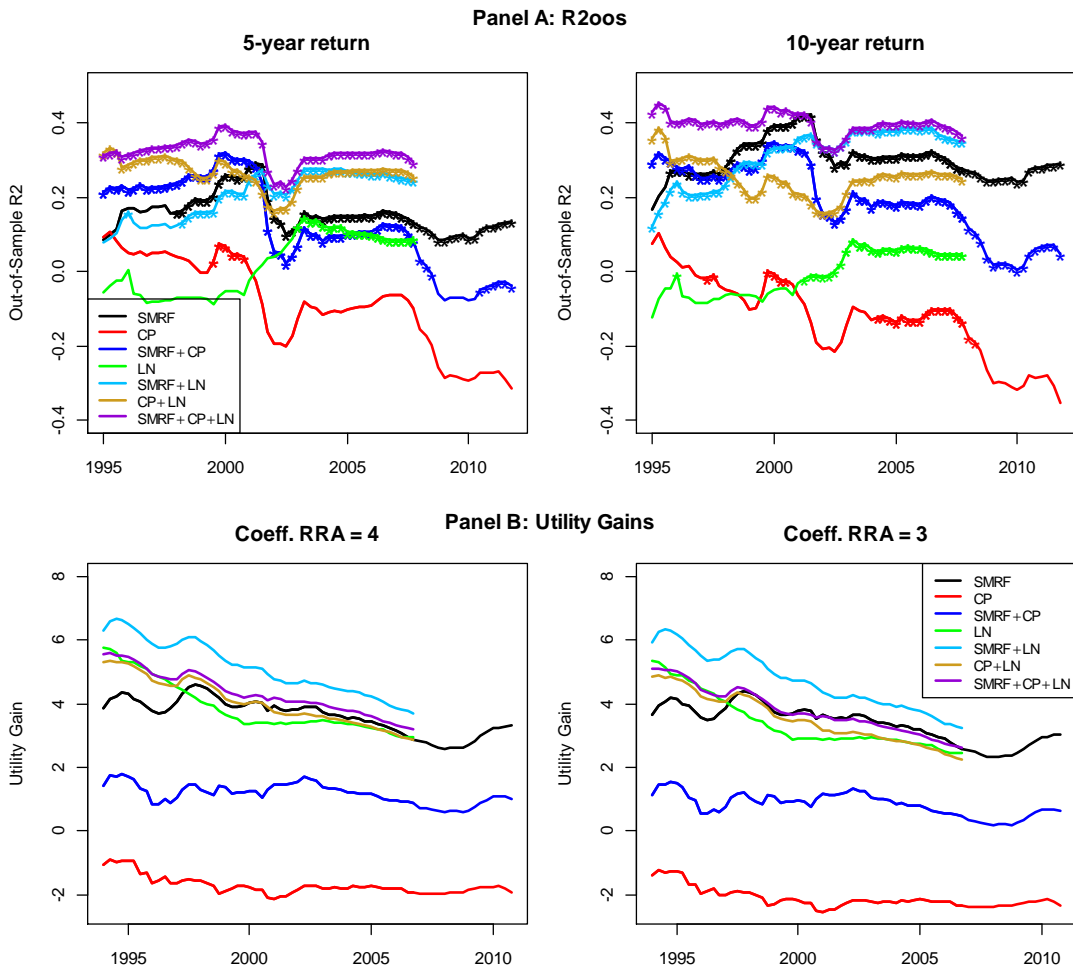 Panel A: R2oos
5-year return
10-year return
Out-of-Sample R2
0.4
0.2
0.0
-0.2
-0.4
SMRF
CP
SMRF+CP
LN
SMRF+LN
CP+LN
SMRF+CP+LN
1995
2000
2005
2010
Out-of-Sample R2
0.4
0.2
0.0
-0.2
-0.4
1995
2000
2005
2010
Panel B: Utility Gains
Coeff. RRA = 4
Coeff. RRA = 3
Utility Gain
8
6
4
2
0
-2
1995
2000
2005
2010
Utility Gain
8
6
4
2
0
-2
SMRF
CP
SMRF+CP
LN
SMRF+LN
CP+LN
SMRF+CP+LN
1995
2000
2005
2010